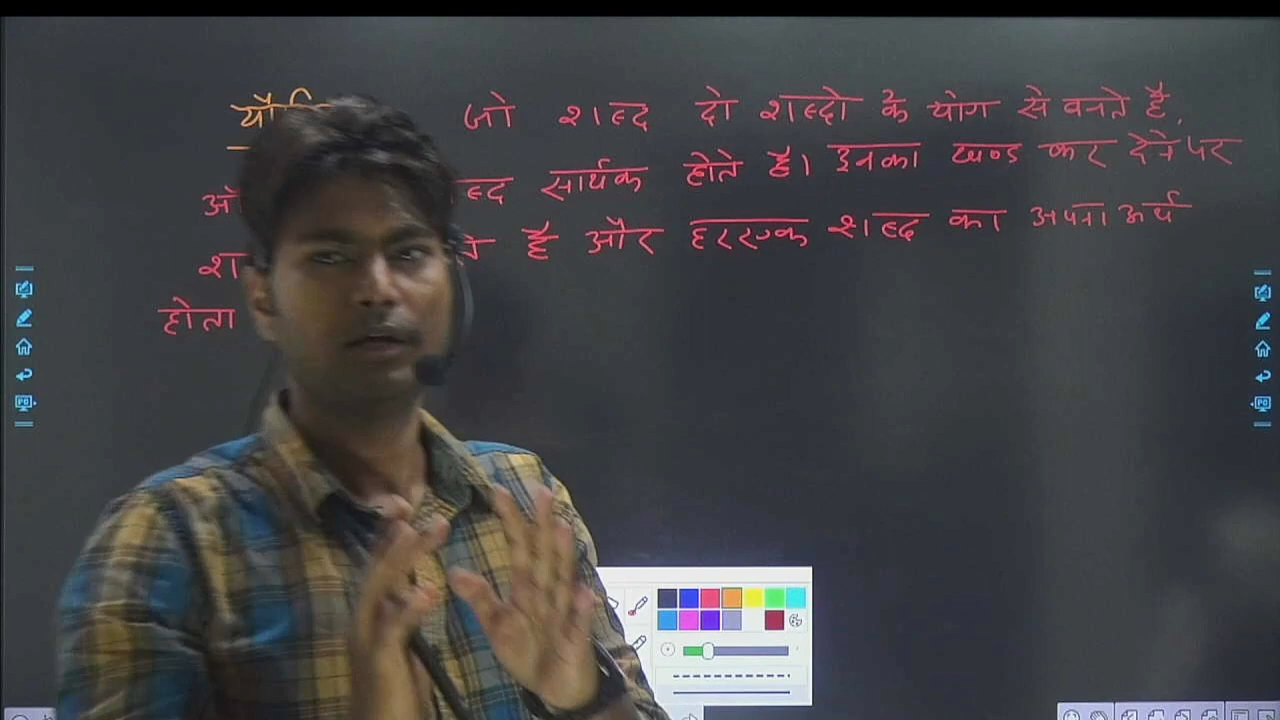 जो शब्द दो शब्दो के योग से बनते है,
सार्थक होते है। इनका खण्ड कर देने पर
है और हरएक शब्द का अपना अर्थ
होता